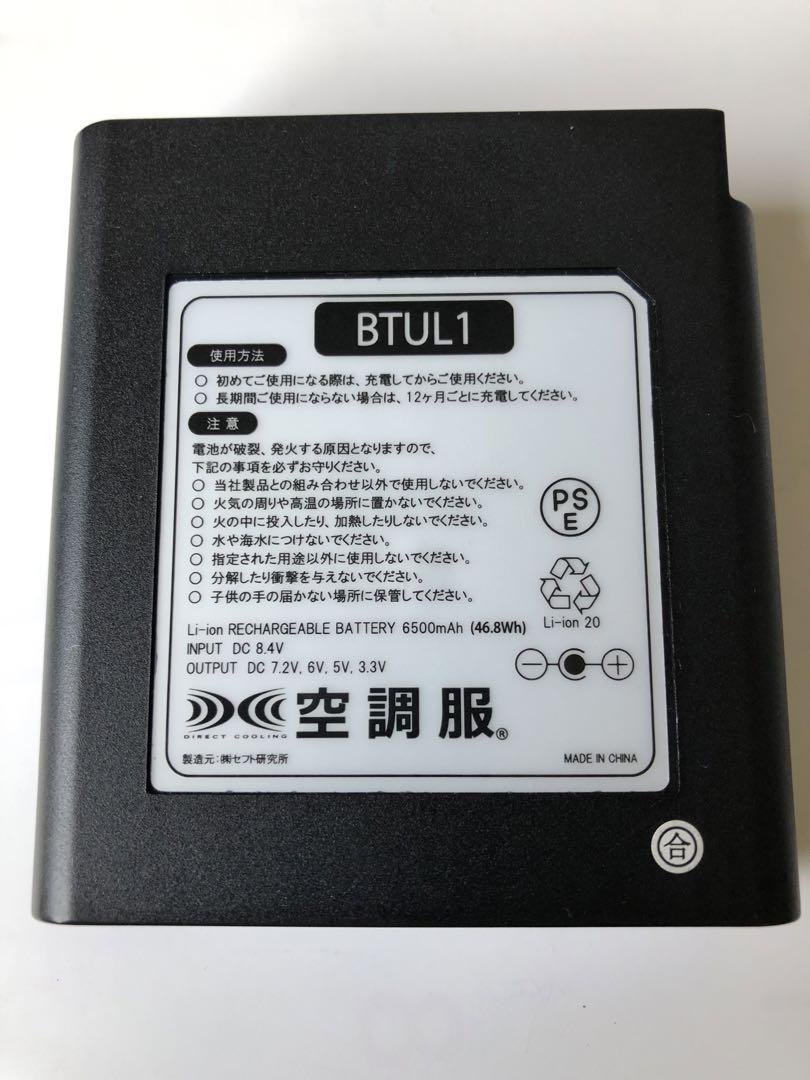 BTUL1
使用方法
○ 初めてご使用になる際は、充電してからご使用ください。
○ 長期間ご使用にならない場合は、12ヶ月ごとに充電してください。
注意
電池が破裂、発火する原因となりますので、
下記の事項を必ずお守りください。
○ 当社製品との組み合わせ以外で使用しないでください。
○ 火気の周りや高温の場所に置かないでください。
○ 火の中に投入したり、加熱したりしないでください。
○ 水や海水につけないでください。
○ 指定された用途以外に使用しないでください。
○ 分解したり衝撃を与えないでください。
○ 子供の手の届かない場所に保管してください。
PS
E
Li-ion 20
Li-ion RECHARGEABLE BATTERY 6500mAh (46.8Wh)
INPUT DC 8.4V
OUTPUT DC 7.2V, 6V, 5V, 3.3V
DIRECT COOLING
空調服®
製造元:㈱セフト研究所
MADE IN CHINA
合